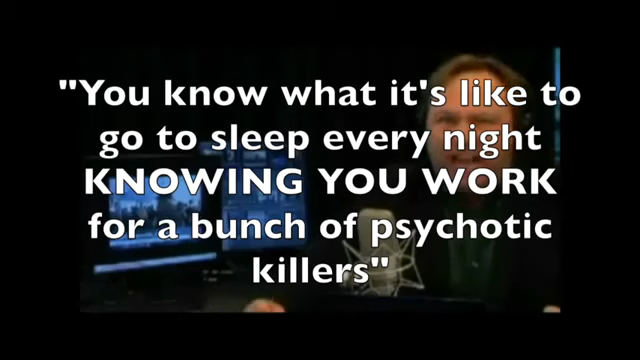 "You know what it's like to
go to sleep every night
KNOWING YOU WORK
for a bunch of psychotic
killers"